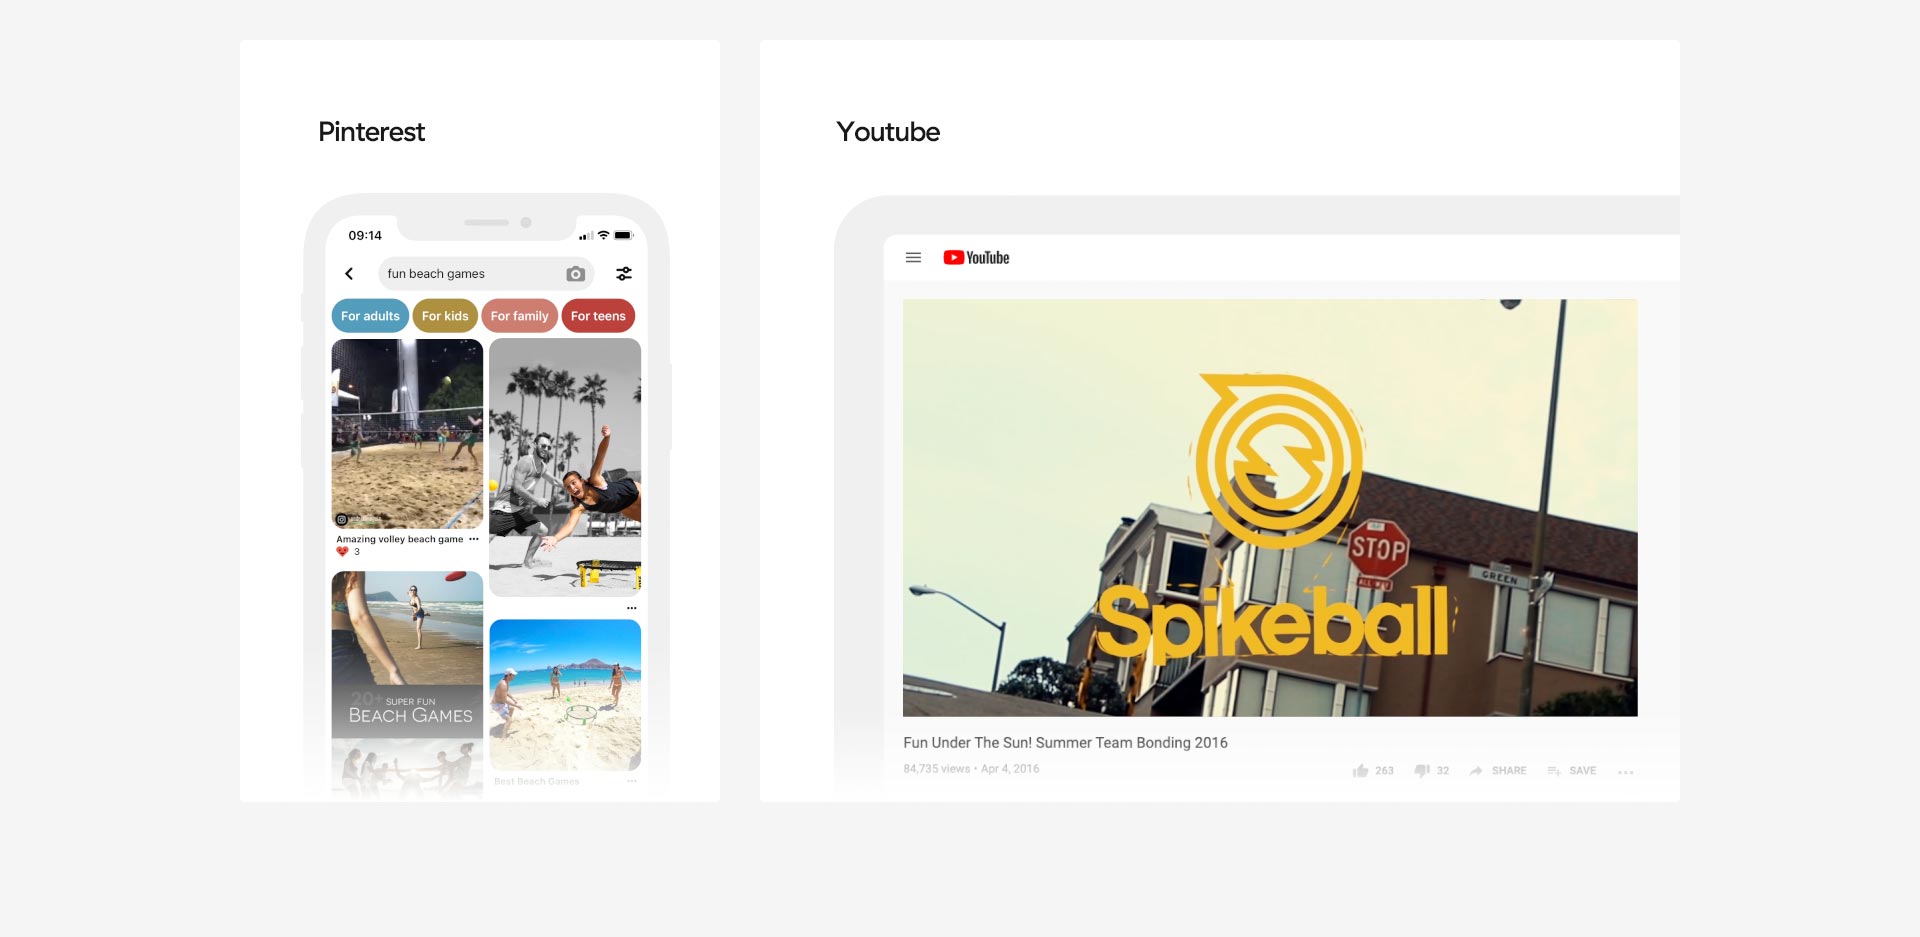 Pinterest
09:14
fun beach games
For adults
For kids
For family
For teens
Amazing volley beach game
3
20+ SUPER FUN
BEACH GAMES
Best Beach Games
Youtube
YouTube
STOP
ALL WAY
GREEN
Spikeball
Fun Under The Sun! Summer Team Bonding 2016
84,735 views • Apr 4, 2016
263
32
SHARE
SAVE